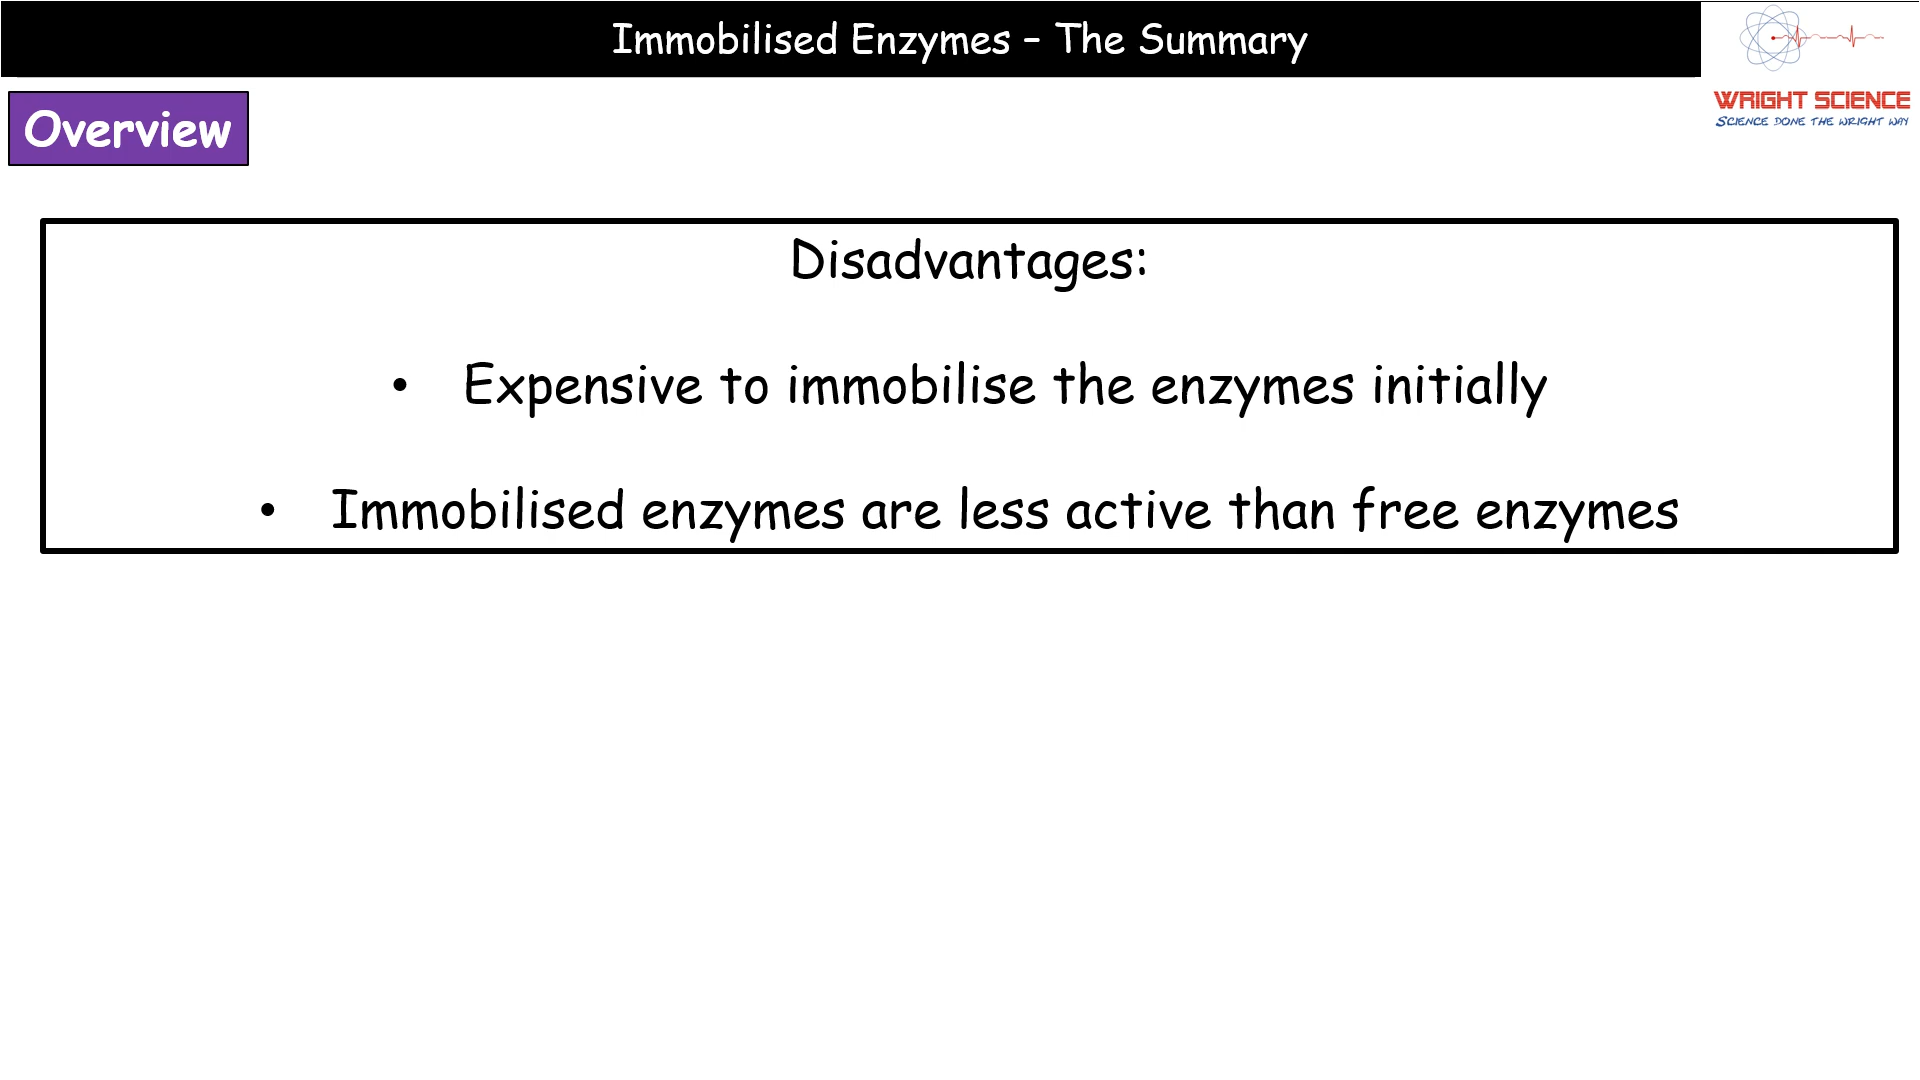 Immobilised Enzymes – The Summary
WRIGHT SCIENCE
SCIENCE DONE THE WRIGHT WAY
Overview
Disadvantages:
• Expensive to immobilise the enzymes initially
• Immobilised enzymes are less active than free enzymes